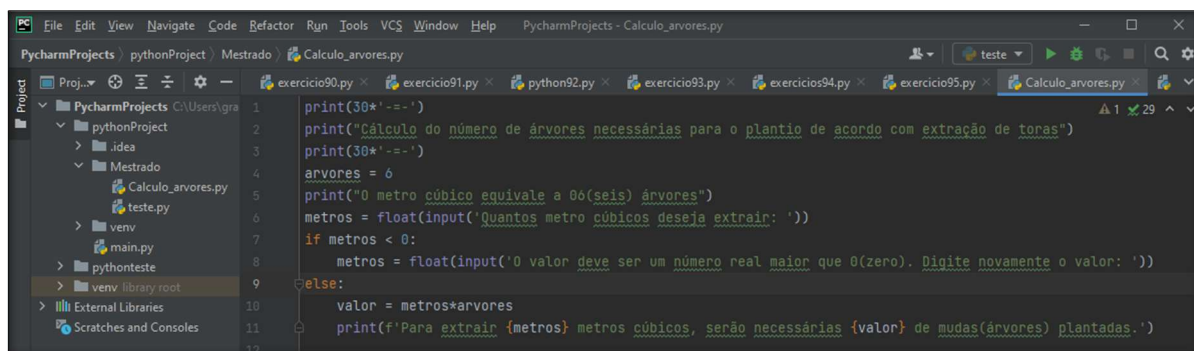 PC File Edit View Navigate Code Refactor Run Tools VCS Window Help PycharmProjects - Calculo_arvores.py
PycharmProjects pythonProject Mestrado Calculo_arvores.py teste
Project
Proj... exercicio90.py exercicio91.py python92.py exercicio93.py exercicios94.py exercicio95.py Calculo_arvores.py
PycharmProjects C:\Users\gra
pythonProject
.idea
Mestrado
Calculo_arvores.py
teste.py
venv
main.py
pythonteste
venv library root
External Libraries
Scratches and Consoles
1 print(30*'-=-')
2 print("Cálculo do número de árvores necessárias para o plantio de acordo com extração de toras")
3 print(30*'-=-')
4 arvores = 6
5 print("O metro cúbico equivale a 06(seis) árvores")
6 metros = float(input('Quantos metro cúbicos deseja extrair: '))
7 if metros < 0:
8 metros = float(input('O valor deve ser um número real maior que 0(zero). Digite novamente o valor: '))
9 else:
10 valor = metros*arvores
11 print(f'Para extrair {metros} metros cúbicos, serão necessárias {valor} de mudas(árvores) plantadas.')
12
1 29